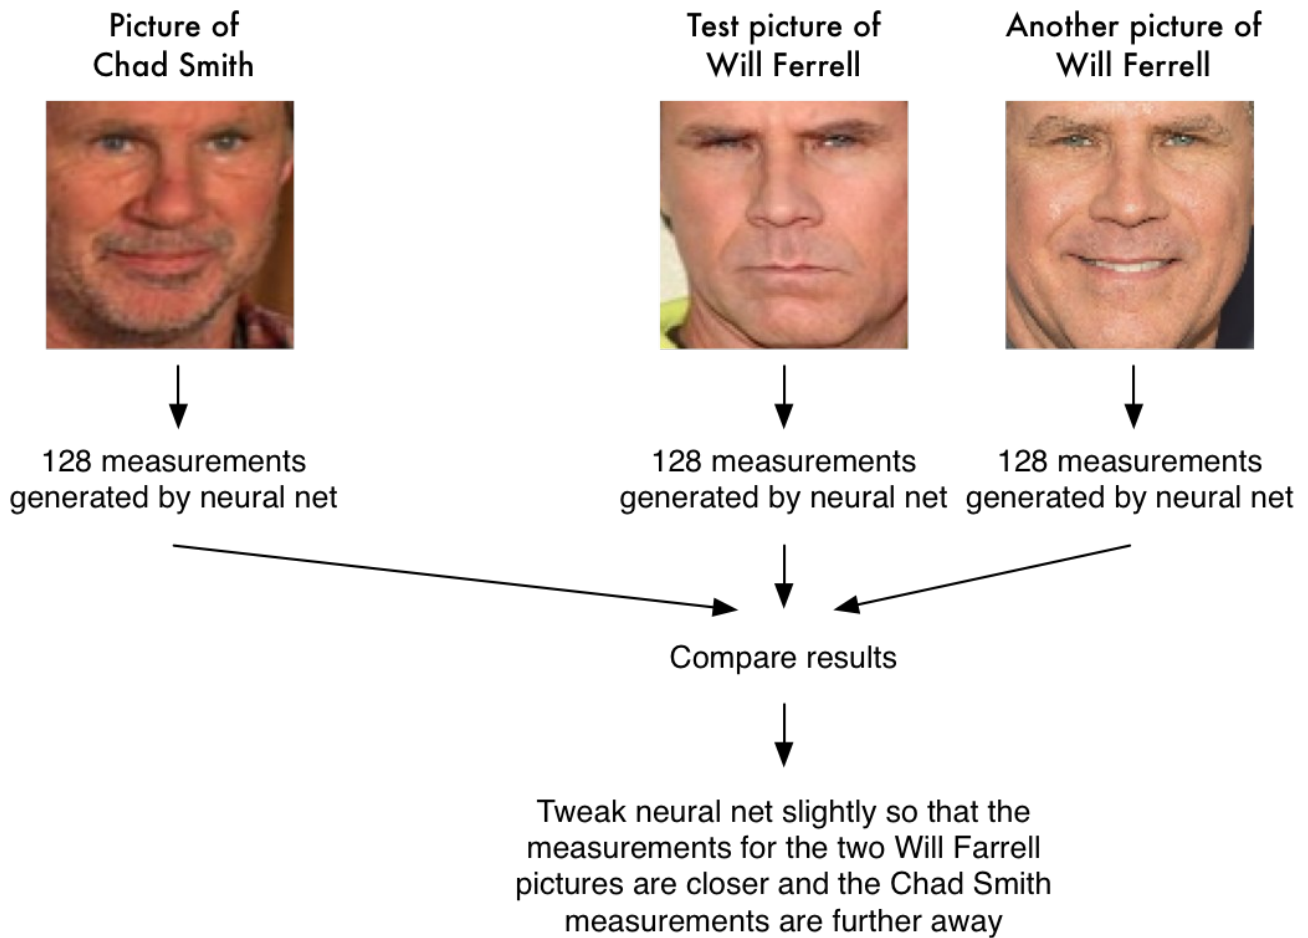 Picture of
Chad Smith
Test picture of
Will Ferrell
Another picture of
Will Ferrell
128 measurements
generated by neural net
128 measurements
generated by neural net
128 measurements
generated by neural net
Compare results
Tweak neural net slightly so that the
measurements for the two Will Farrell
pictures are closer and the Chad Smith
measurements are further away